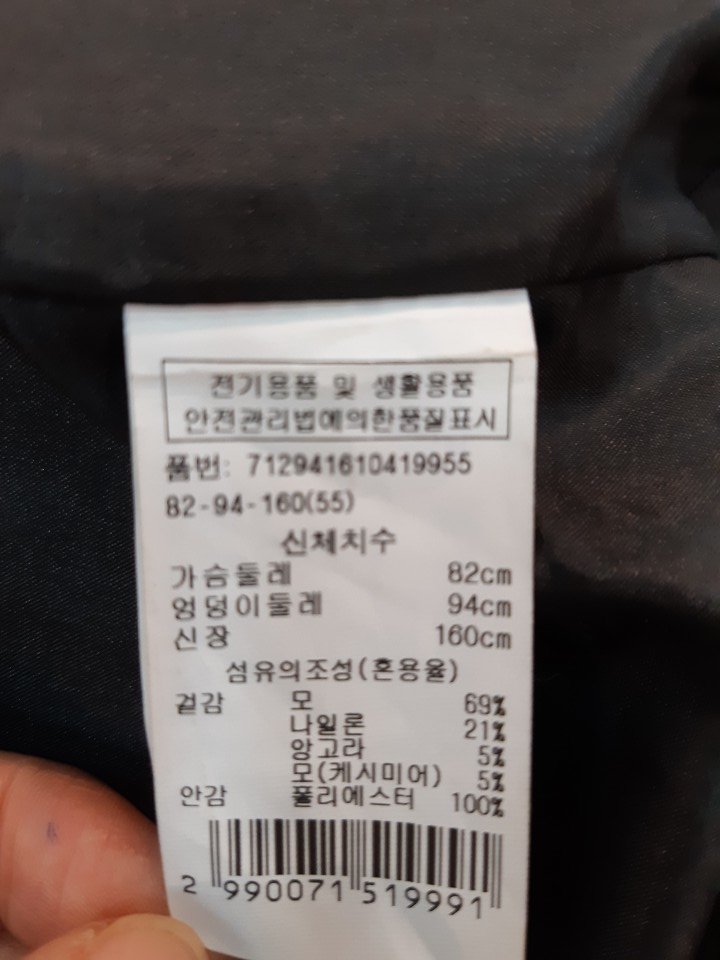 전기용품 및 생활용품
안전관리법에의한품질표시
품번: 712941610419955
82-94-160(55)
신체치수
가슴둘레 82cm
엉덩이둘레 94cm
신장 160cm
섬유의조성(혼용율)
겉감 모 69%
나일론 21%
앙고라 5%
모(케시미어) 5%
안감 폴리에스터 100%
2 990071 519991